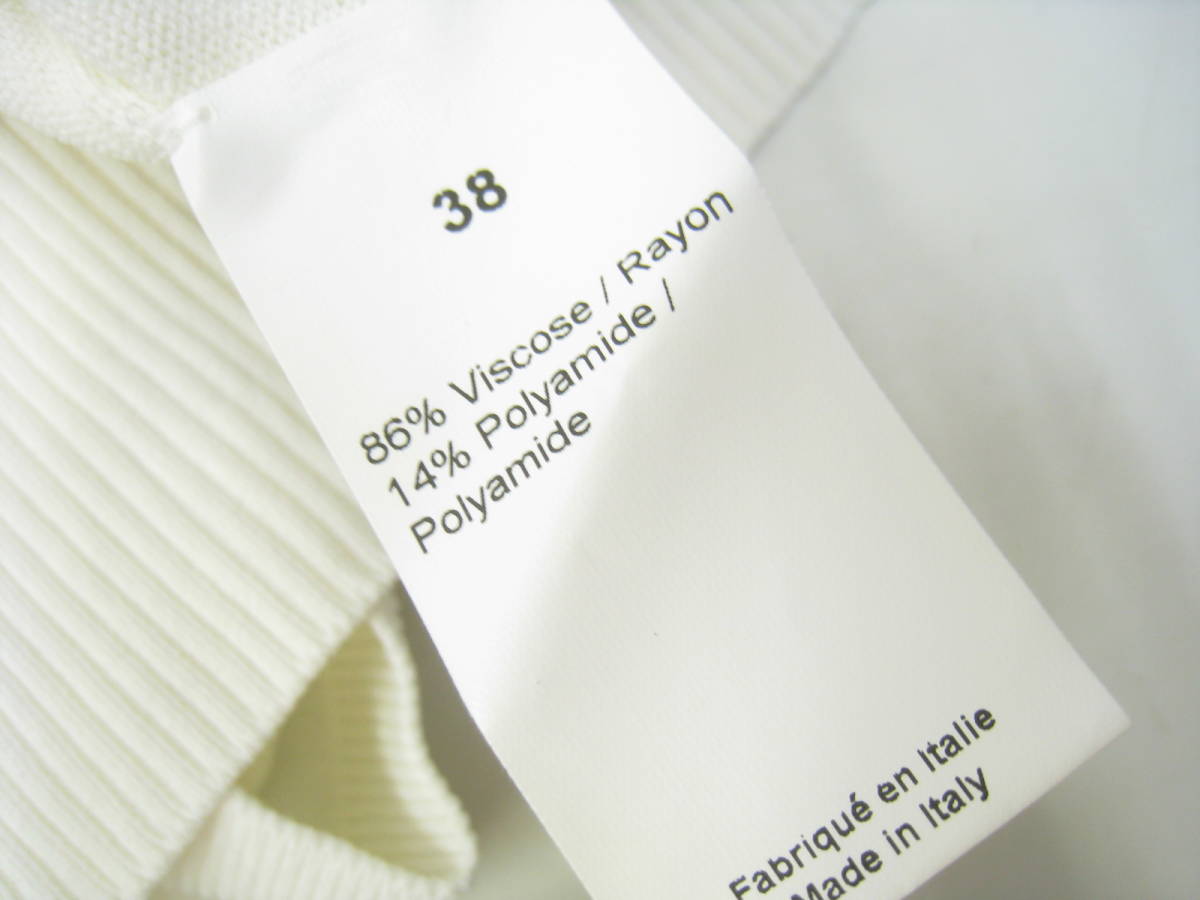 38
86% Viscose / Rayon
14% Polyamide /
Polyamide
Fabriqué en Italie
Made in Italy